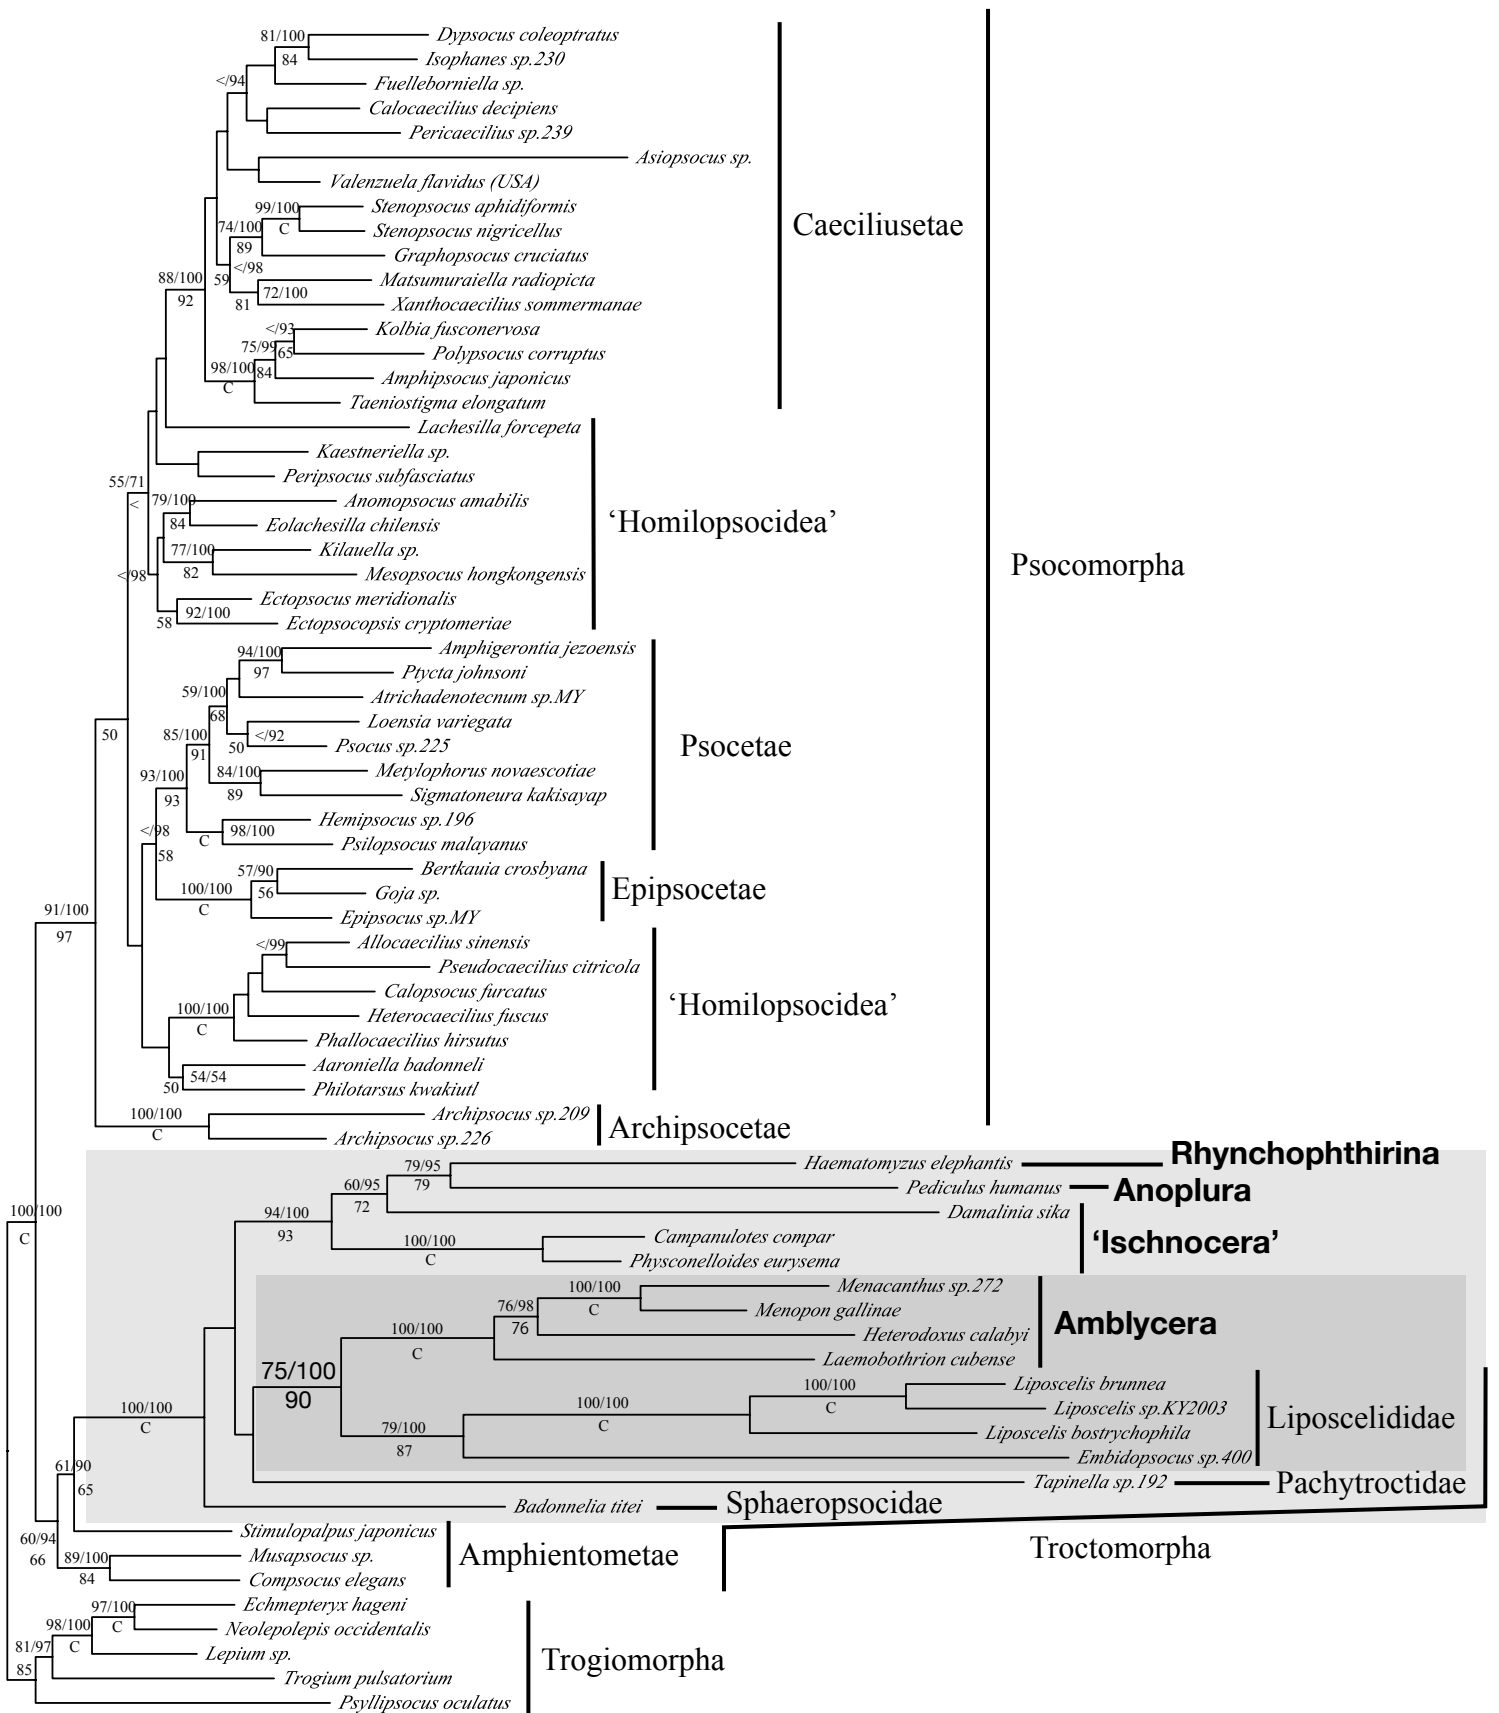 81/100
Dypsocus coleoptratus
84
Isophanes sp.230
</94
Fuelleborniella sp.
Calocaecilius decipiens
Pericaecilius sp.239
Asiopsocus sp.
Valenzuela flavidus (USA)
99/100
Stenopsocus aphidiformis
C
74/100
Stenopsocus nigricellus
Caeciliusetae
89
Graphopsocus cruciatus
</98
88/100
59
Matsumuraiella radiopicta
92
81
72/100
Xanthocaecilius sommermanae
</93
Kolbia fusconervosa
75/99
65
Polypsocus corruptus
98/100
84
Amphipsocus japonicus
C
Taeniostigma elongatum
Lachesilla forcepeta
Kaestneriella sp.
Peripsocus subfasciatus
55/71
<
79/100
Anomopsocus amabilis
84
Eolachesilla chilensis
‘Homilopsocidea’
77/100
Kilauella sp.
</98
82
Mesopsocus hongkongensis
Psocomorpha
Ectopsocus meridionalis
92/100
58
Ectopsocopsis cryptomeriae
94/100
Amphigerontia jezoensis
97
Ptycta johnsoni
59/100
Atrichadenotecnum sp.MY
68
Loensia variegata
50
85/100
</92
91
50
Psocus sp.225
Psocetae
93/100
84/100
Metylophorus novaescotiae
93
89
Sigmatoneura kakisayap
Hemipsocus sp.196
</98
C
98/100
Psilopsocus malayanus
58
57/90
Bertkauia crosbyana
100/100
56
Goja sp.
Epipsocetae
C
Epipsocus sp.MY
91/100
97
</99
Allocaecilius sinensis
Pseudocaecilius citricola
Calopsocus furcatus
‘Homilopsocidea’
100/100
Heterocaecilius fuscus
C
Phallocaecilius hirsutus
Aaroniella badonneli
54/54
50
Philotarsus kwakiutl
100/100
Archipsocus sp.209
C
Archipsocus sp.226
Archipsocetae
79/95
Haematomyzus elephantis
Rhynchophthirina
60/95
79
Pediculus humanus
Anoplura
72
100/100
94/100
Damalinia sika
C
93
100/100
Campanulotes compar
‘Ischnocera’
C
Physconelloides eurysema
100/100
Menacanthus sp.272
76/98
C
Menopon gallinae
100/100
76
Heterodoxus calabyi
Amblycera
C
Laemobothrion cubense
75/100
90
100/100
Liposcelis brunnea
100/100
100/100
C
Liposcelis sp.KY2003
C
79/100
C
Liposcelis bostrychophila
Liposcelididae
87
Embidopsocus sp.400
61/90
Tapinella sp.192
Pachytroctidae
65
Badonnelia titei
Sphaeropsocidae
Stimulopalpus japonicus
60/94
66
89/100
Musapsocus sp.
Amphientometae
Troctomorpha
84
Compsocus elegans
97/100
Echmepteryx hageni
98/100
C
Neolepolepis occidentalis
81/97
C
Lepium sp.
Trogiomorpha
85
Trogium pulsatorium
Psyllipsocus oculatus